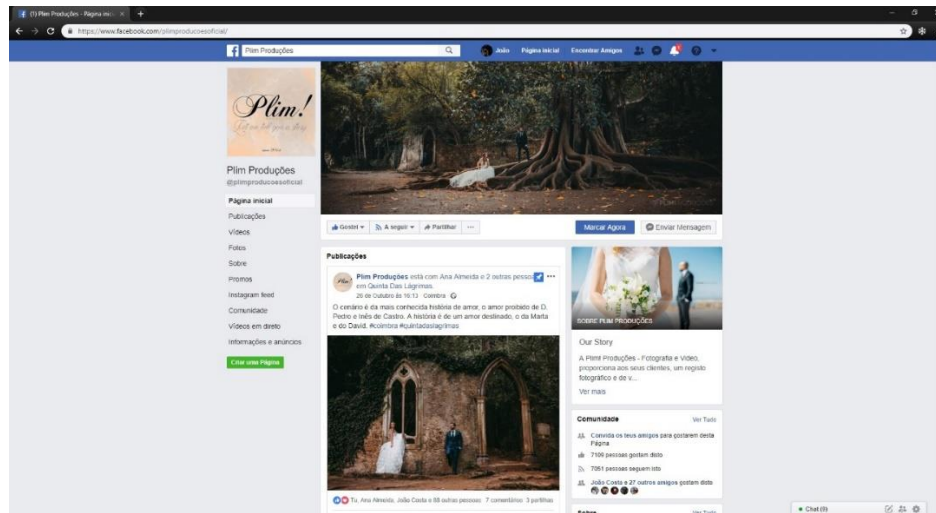 (1) Plim Produções - Página inic
https://www.facebook.com/plimproducoesoficial/
Plim Produções
João
Página inicial
Encontrar Amigos
Plim!
Plim Produções
@plimproducoesoficial
Página inicial
Publicações
Vídeos
Fotos
Sobre
Promos
Instagram feed
Comunidade
Vídeos em direto
Informações e anúncios
Criar uma Página
Gostei
A seguir
Partilhar
Marcar Agora
Enviar Mensagem
Publicações
Plim Produções está com Ana Almeida e 2 outras pessoas
em Quinta Das Lágrimas.
26 de Outubro às 16:13 · Coimbra ·
O cenário é da mais conhecida história de amor, o amor proibido de D.
Pedro e Inês de Castro. A história é de um amor destinado, o da Marta
e do David. #coimbra #quintadaslagrimas
Tu, Ana Almeida, João Costa e 88 outras pessoas
7 comentários
3 partilhas
SOBRE PLIM PRODUÇÕES
Our Story
A Plim! Produções - Fotografia e Vídeo,
proporciona aos seus clientes, um registo
fotográfico e de v...
Ver mais
Comunidade
Ver Tudo
Convida os teus amigos para gostarem desta
Página
7109 pessoas gostam disto
7051 pessoas seguem isto
João Costa e 27 outros amigos gostam disto
Sobre
Ver Tudo
Chat (0)